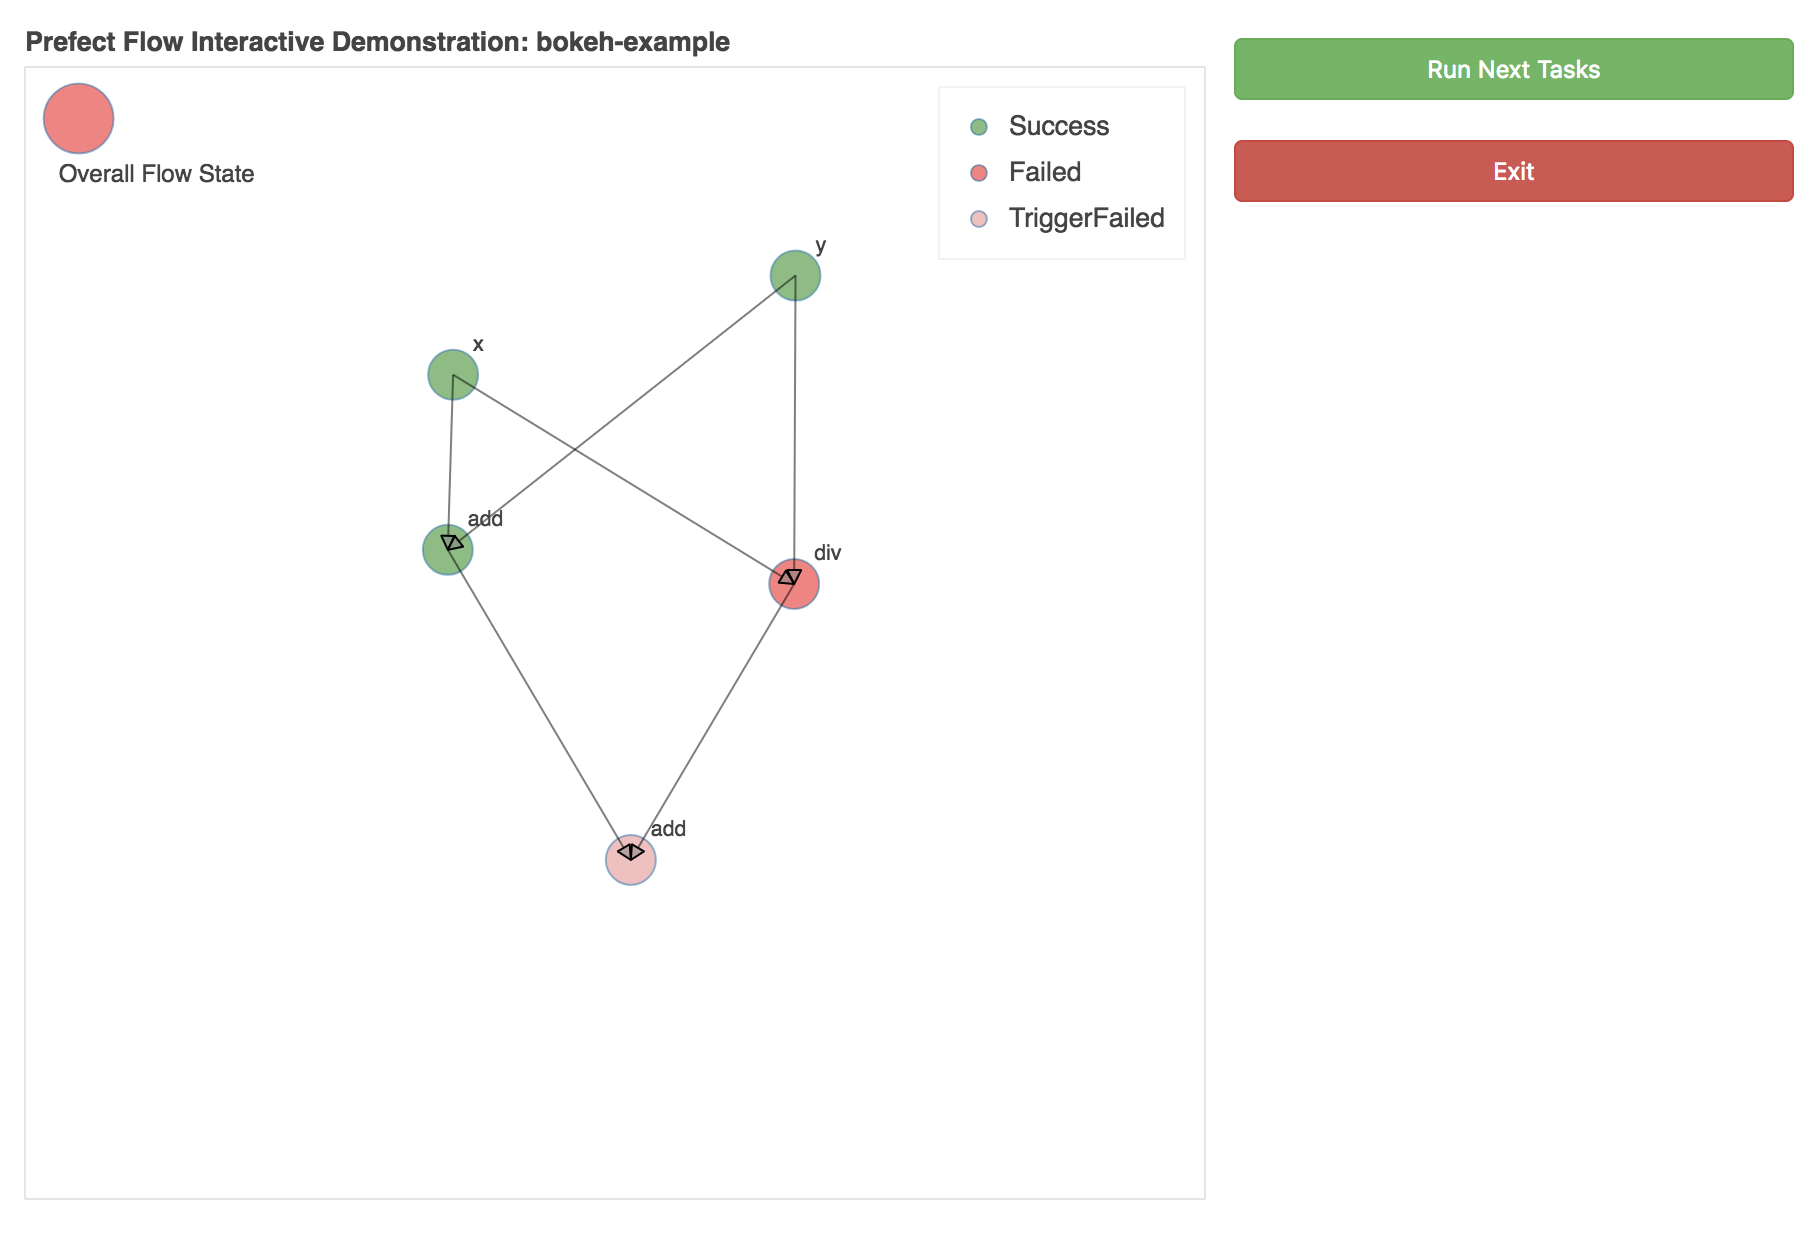 Prefect Flow Interactive Demonstration: bokeh-example
Run Next Tasks
Exit
Overall Flow State
Success
Failed
TriggerFailed
y
x
add
div
add